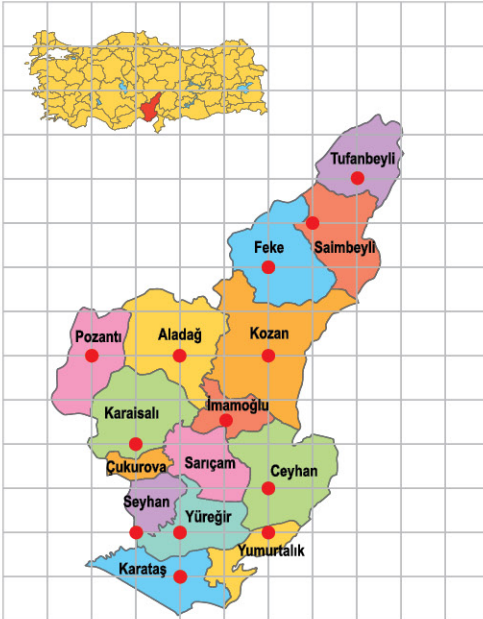 Tufanbeyli
Feke
Saimbeyli
Pozantı
Aladağ
Kozan
Karaisalı
İmamoğlu
Çukurova
Sarıçam
Ceyhan
Seyhan
Yüreğir
Yumurtalık
Karataş